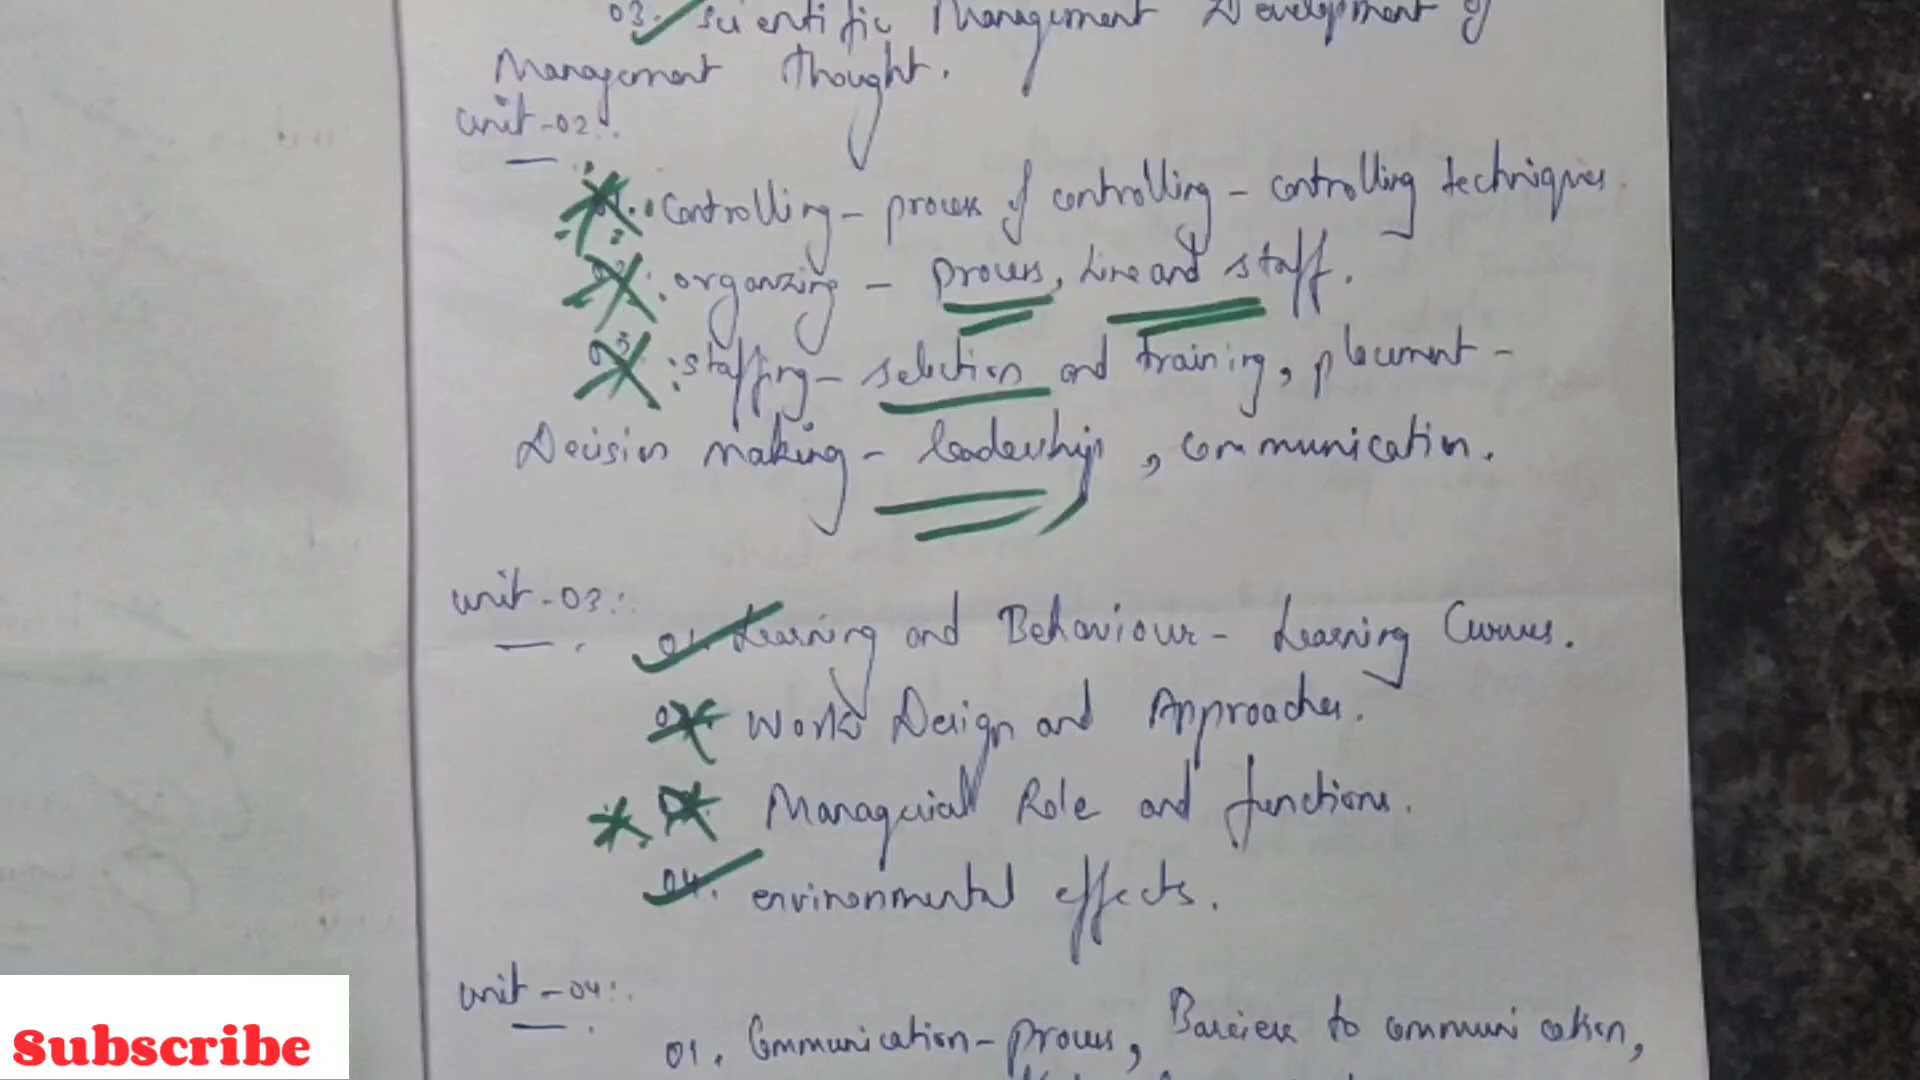 03. Scientific Management Development of
Management thought.
unit-02:.
01. Controlling - process of controlling - controlling techniques.
02. organizing - process, Line and staff.
03. staffing - selection and training, placement -
Decision making - leadership, communication.
unit-03:.
01. Learning and Behaviour - Learning Curves.
02. Work Design and Approaches.
03. Managerial Role and functions.
04. environmental effects.
unit-04:.
01. Communication - process, Barriers to communication,
Subscribe